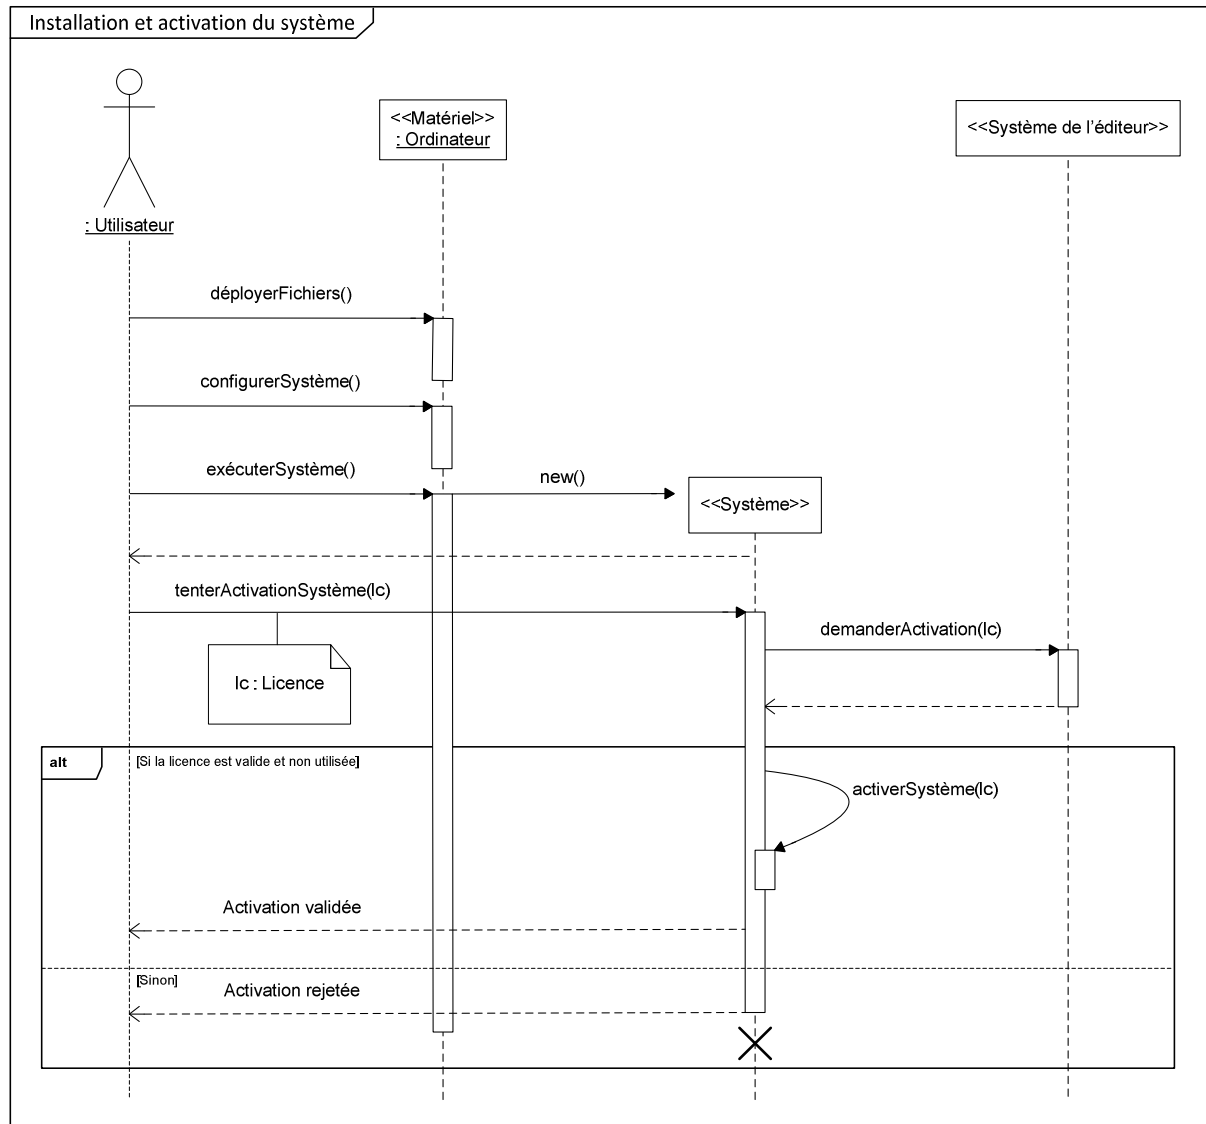 Installation et activation du système
<<Matériel>>
: Ordinateur
<<Système de l'éditeur>>
: Utilisateur
déployerFichiers()
configurerSystème()
exécuterSystème()
new()
<<Système>>
tenterActivationSystème(lc)
demanderActivation(lc)
lc : Licence
alt
[Si la licence est valide et non utilisée]
activerSystème(lc)
Activation validée
[Sinon]
Activation rejetée